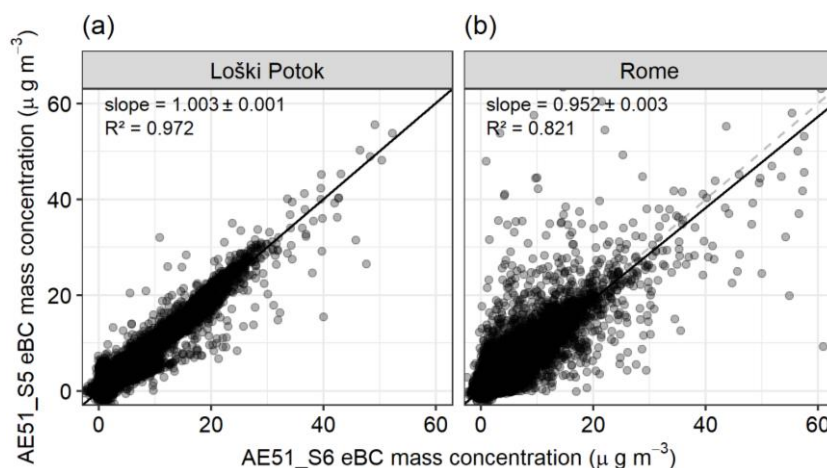 (a)
(b)
Loški Potok
Rome
slope = 1.003 ± 0.001
R² = 0.972
slope = 0.952 ± 0.003
R² = 0.821
AE51_S5 eBC mass concentration (μ g m⁻³)
60
40
20
0
0 20 40 60
0 20 40 60
AE51_S6 eBC mass concentration (μ g m⁻³)